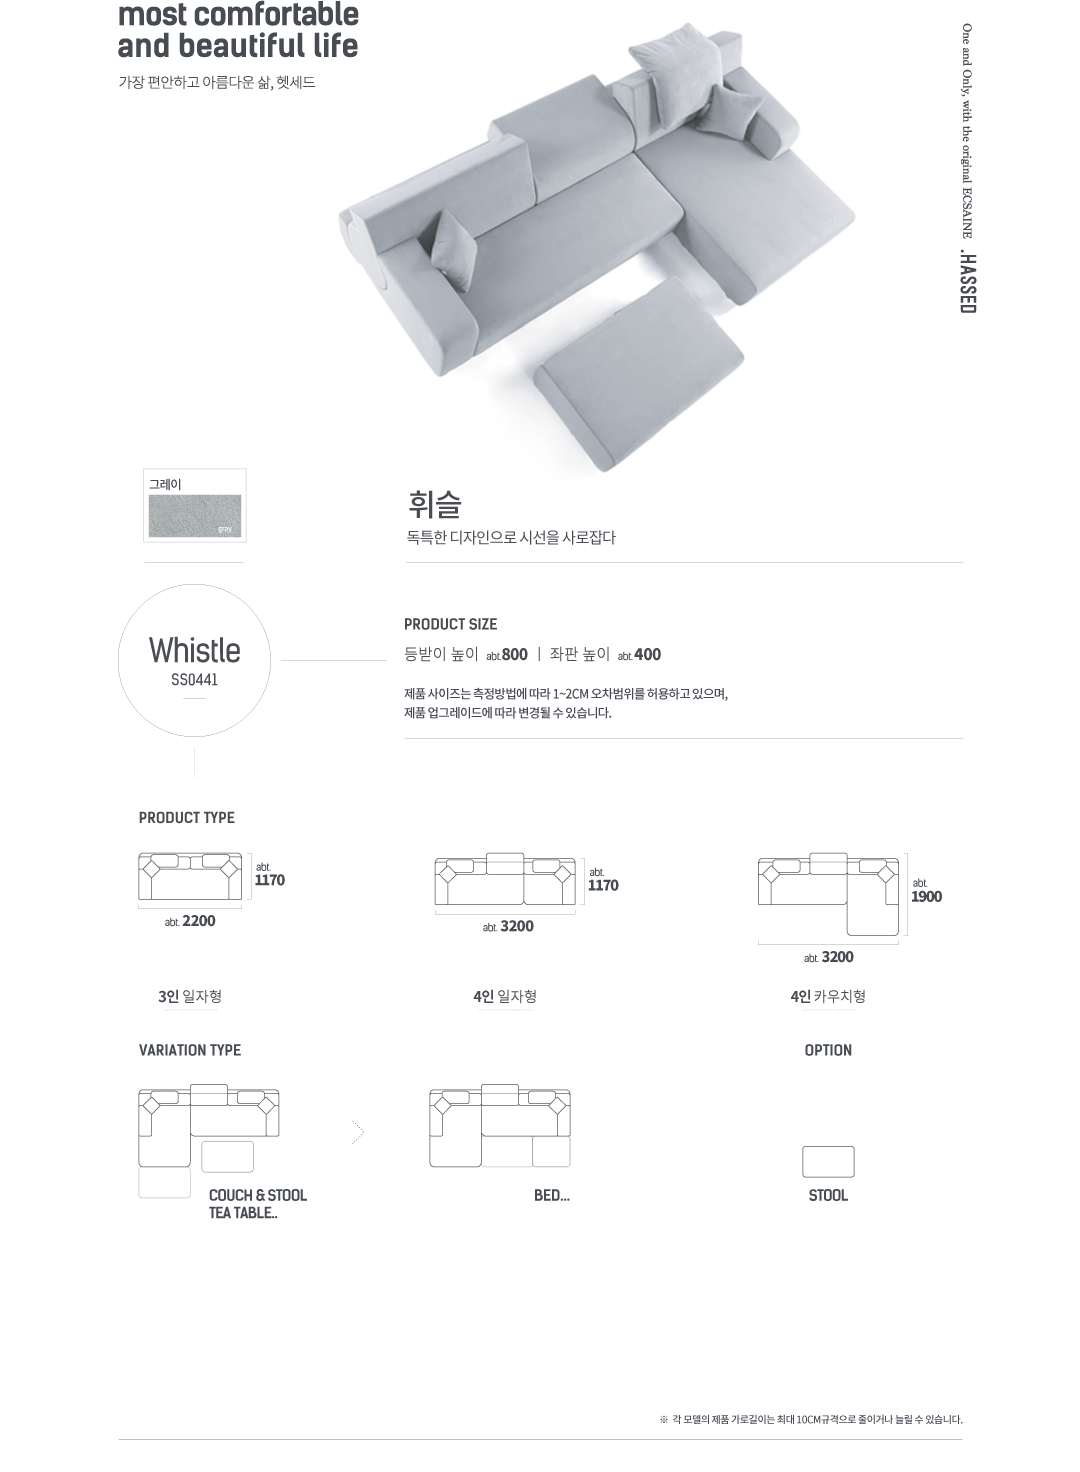 most comfortable
and beautiful life
가장 편안하고 아름다운 삶, 헷세드
One and Only, with the original ECSAINE .HASSED
그레이
gray
휘슬
독특한 디자인으로 시선을 사로잡다
Whistle
SS0441
PRODUCT SIZE
등받이 높이 abt.800 | 좌판 높이 abt.400
제품 사이즈는 측정방법에 따라 1~2CM 오차범위를 허용하고 있으며,
제품 업그레이드에 따라 변경될 수 있습니다.
PRODUCT TYPE
abt.
1170
abt. 2200
3인 일자형
abt.
1170
abt. 3200
4인 일자형
abt.
1900
abt. 3200
4인 카우치형
VARIATION TYPE
COUCH & STOOL
TEA TABLE..
BED...
OPTION
STOOL
※ 각 모델의 제품 가로길이는 최대 10CM규격으로 줄이거나 늘릴 수 있습니다.